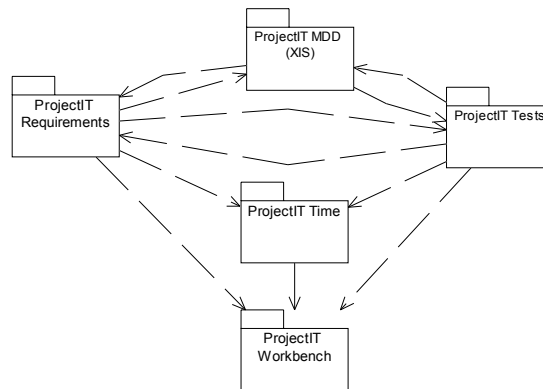 ProjectIT MDD
(XIS)
ProjectIT
Requirements
ProjectIT Tests
ProjectIT Time
ProjectIT
Workbench